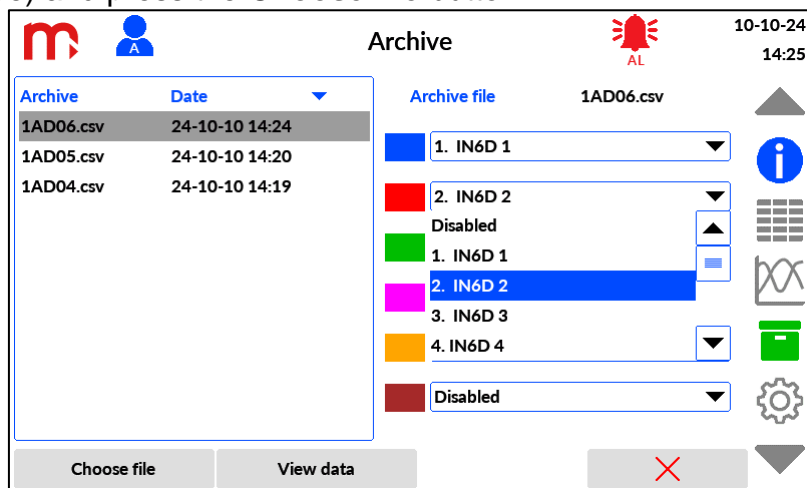 Archive
10-10-24
14:25
A
AL
Archive Date
1AD06.csv 24-10-10 14:24
1AD05.csv 24-10-10 14:20
1AD04.csv 24-10-10 14:19
Archive file 1AD06.csv
1. IN6D 1
2. IN6D 2
Disabled
1. IN6D 1
2. IN6D 2
3. IN6D 3
4. IN6D 4
Disabled
Choose file
View data